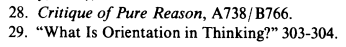 28. Critique of Pure Reason, A738/B766.
29. "What Is Orientation in Thinking?" 303-304.